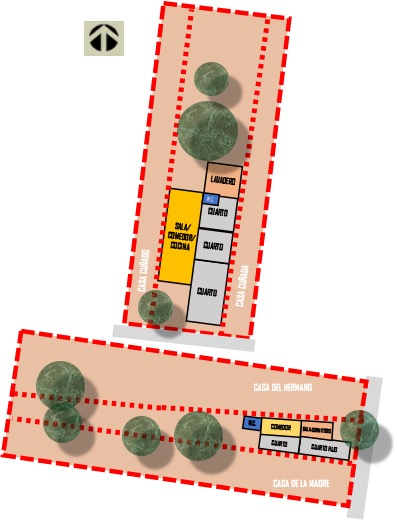 LAVADERO
CUARTO
SALA/
COMEDOR/
COCINA
CUARTO
CUARTO
CASA CUÑADO
CASA CUÑADA
CASA DEL HERMANO
COMEDOR
CUARTO
CUARTO HIJO
CASA DE LA MADRE